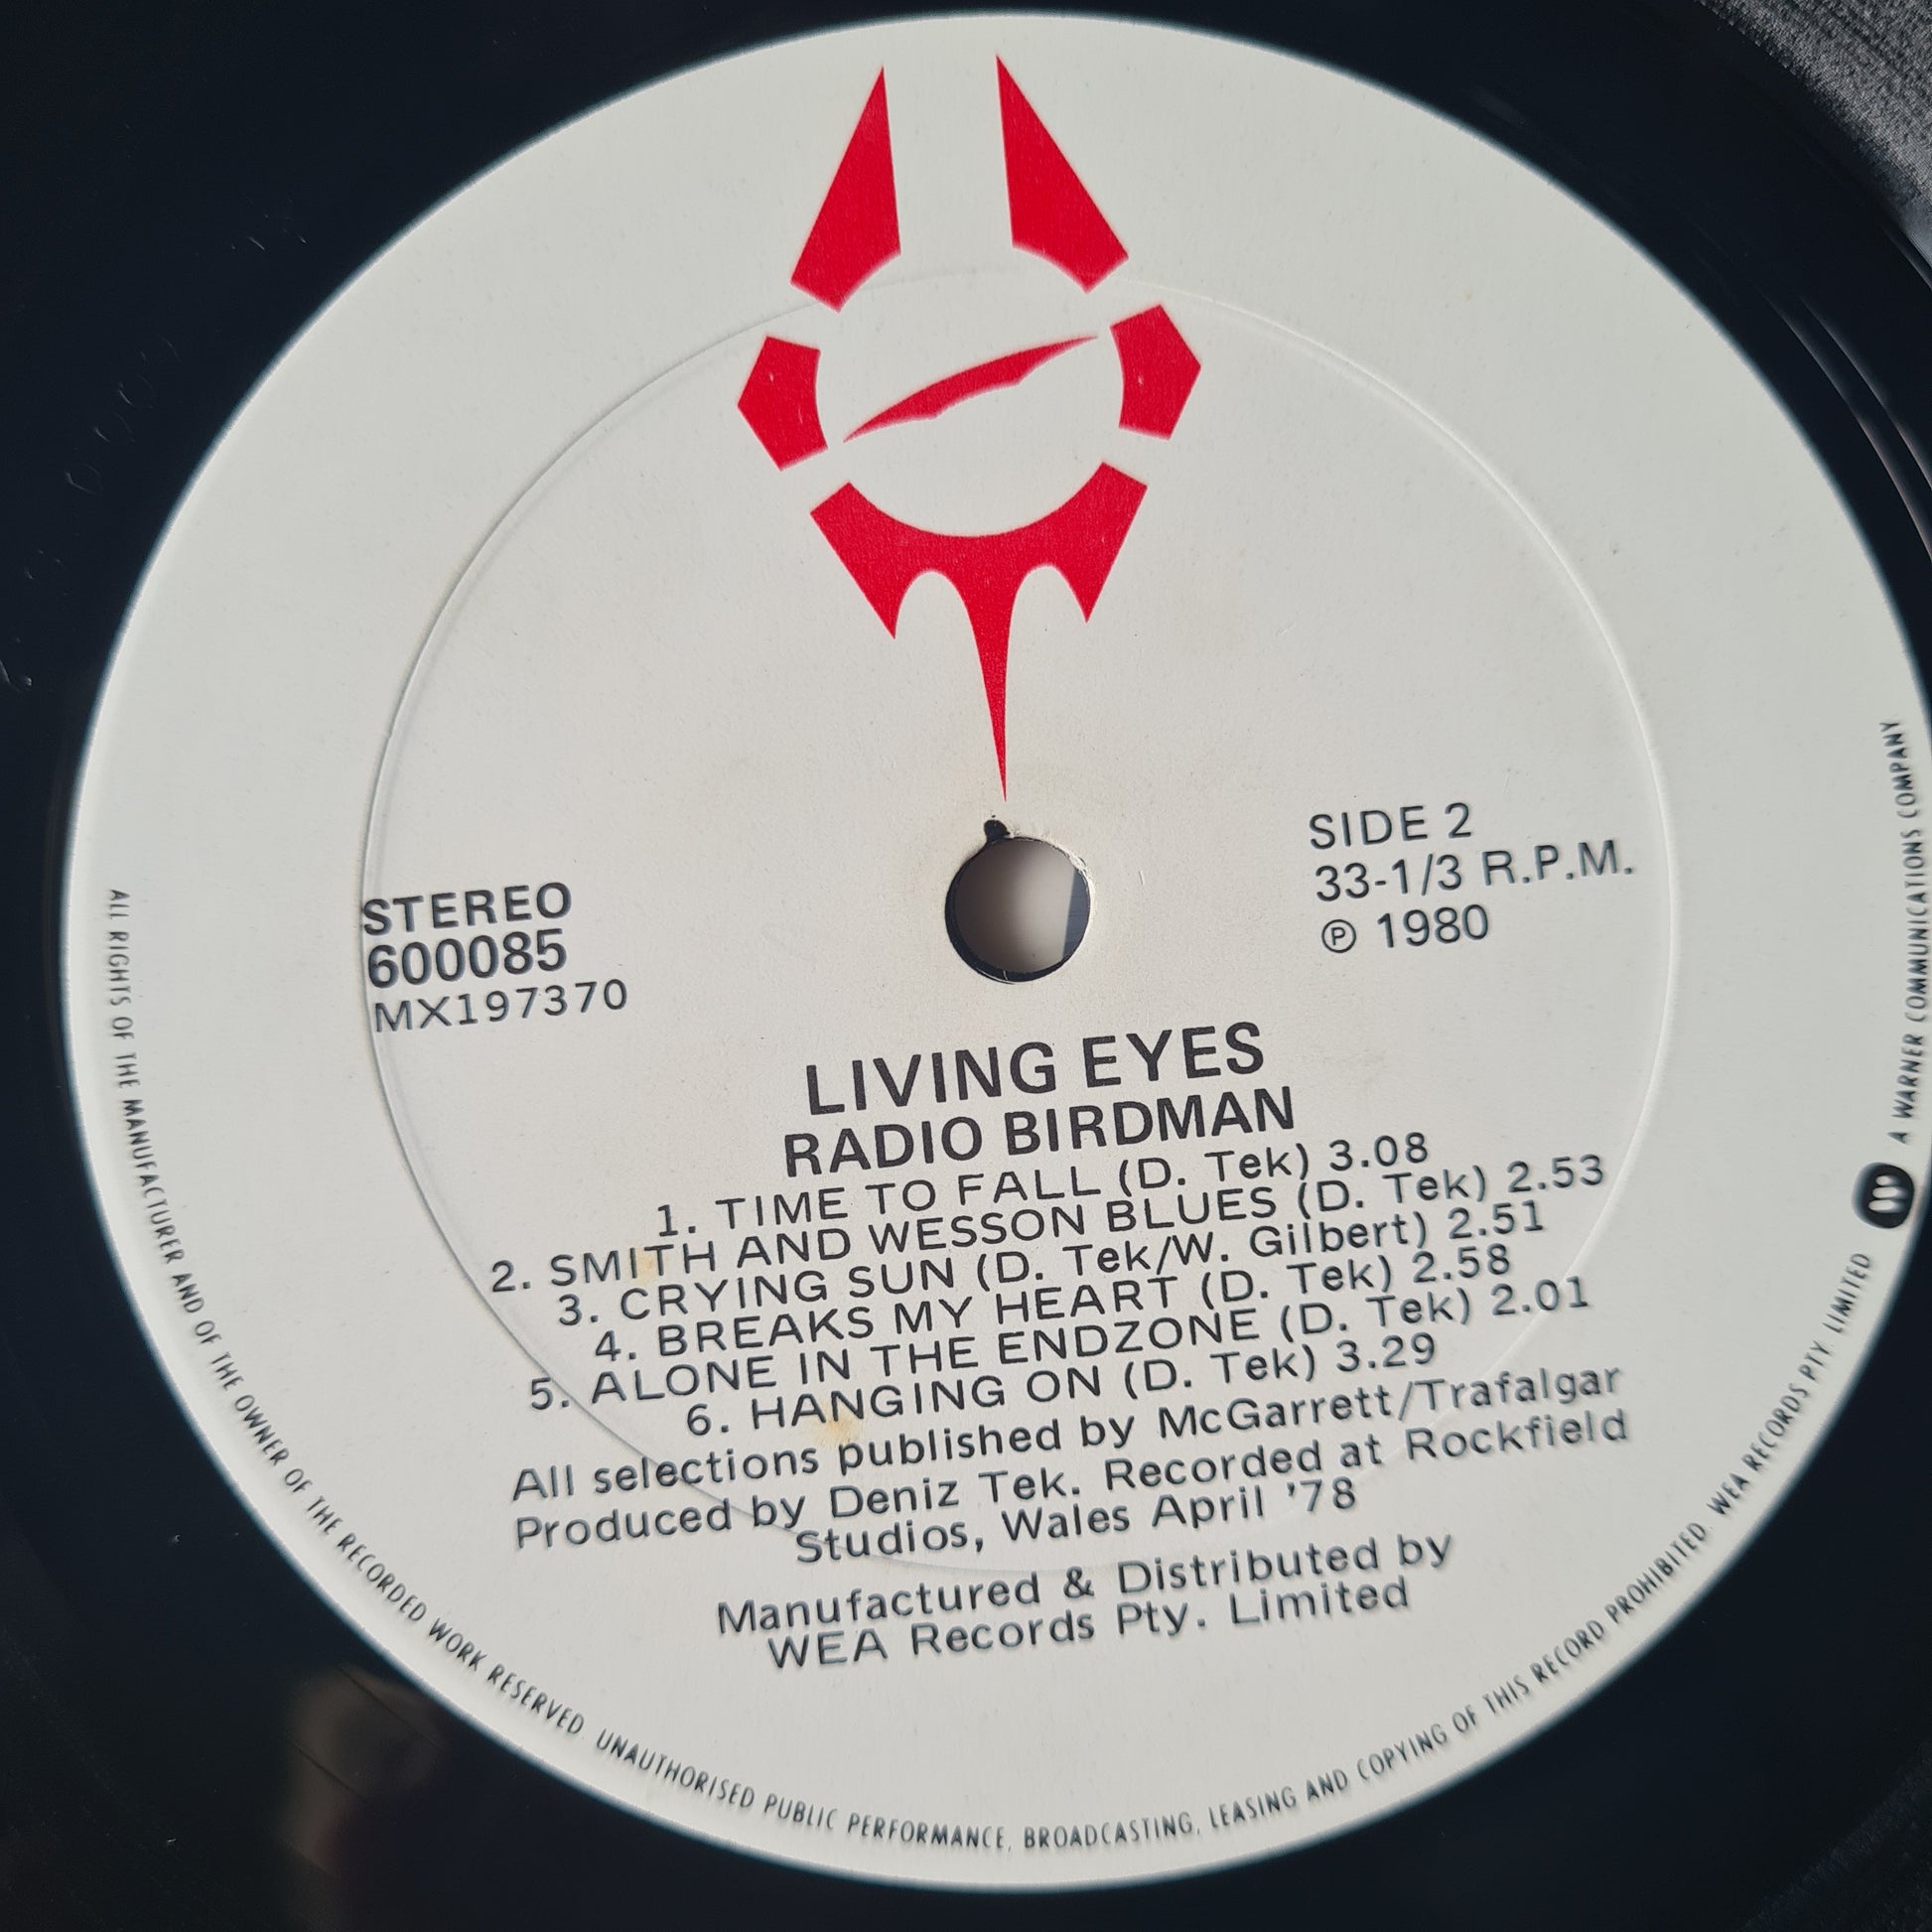 STEREO
600085
MX197370
SIDE 2
33-1/3 R.P.M.
℗ 1980
LIVING EYES
RADIO BIRDMAN
1. TIME TO FALL (D. Tek) 3.08
2. SMITH AND WESSON BLUES (D. Tek) 2.53
3. CRYING SUN (D. Tek/W. Gilbert) 2.51
4. BREAKS MY HEART (D. Tek) 2.58
5. ALONE IN THE ENDZONE (D. Tek) 2.01
6. HANGING ON (D. Tek) 3.29
All selections published by McGarrett/Trafalgar
Produced by Deniz Tek. Recorded at Rockfield
Studios, Wales April '78
Manufactured & Distributed by
WEA Records Pty. Limited
ALL RIGHTS OF THE MANUFACTURER AND OF THE OWNER OF THE RECORDED WORK RESERVED. UNAUTHORISED PUBLIC PERFORMANCE, BROADCASTING, LEASING AND COPYING OF THIS RECORD PROHIBITED. WEA RECORDS PTY. LIMITED A WARNER COMMUNICATIONS COMPANY